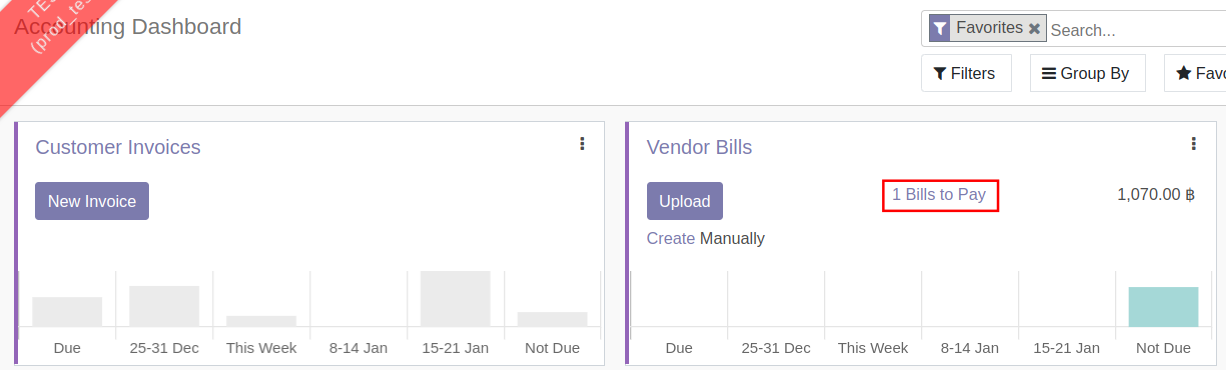 TES
(prod_tes
Accounting Dashboard
Favorites
Search...
Filters
Group By
Favo
Customer Invoices
New Invoice
Due
25-31 Dec
This Week
8-14 Jan
15-21 Jan
Not Due
Vendor Bills
Upload
1 Bills to Pay
1,070.00 ฿
Create Manually
Due
25-31 Dec
This Week
8-14 Jan
15-21 Jan
Not Due